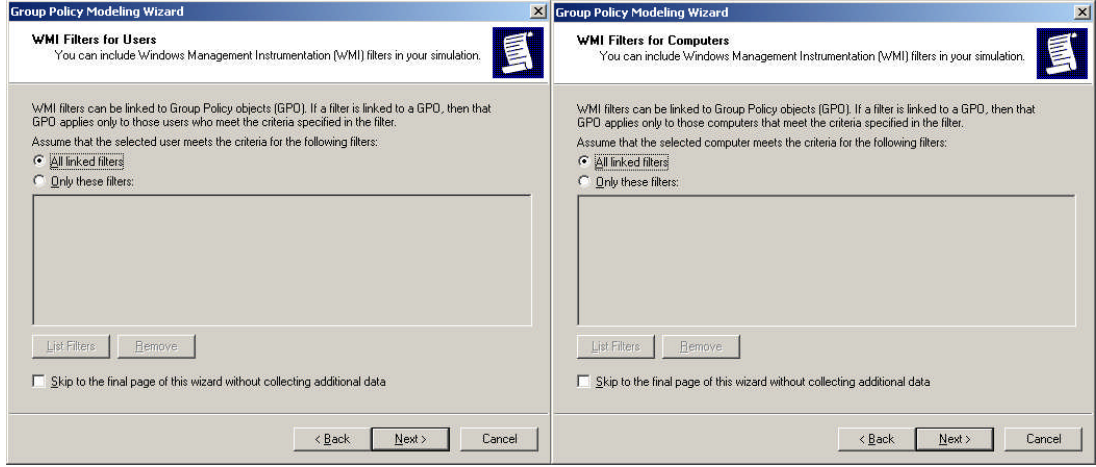 Group Policy Modeling Wizard
WMI Filters for Users
You can include Windows Management Instrumentation (WMI) filters in your simulation.
WMI filters can be linked to Group Policy objects (GPO). If a filter is linked to a GPO, then that
GPO applies only to those users who meet the criteria specified in the filter.
Assume that the selected user meets the criteria for the following filters:
All linked filters
Only these filters:
List Filters Remove
Skip to the final page of this wizard without collecting additional data
< Back Next > Cancel
Group Policy Modeling Wizard
WMI Filters for Computers
You can include Windows Management Instrumentation (WMI) filters in your simulation.
WMI filters can be linked to Group Policy objects (GPO). If a filter is linked to a GPO, then that
GPO applies only to those computers that meet the criteria specified in the filter.
Assume that the selected computer meets the criteria for the following filters:
All linked filters
Only these filters:
List Filters Remove
Skip to the final page of this wizard without collecting additional data
< Back Next > Cancel